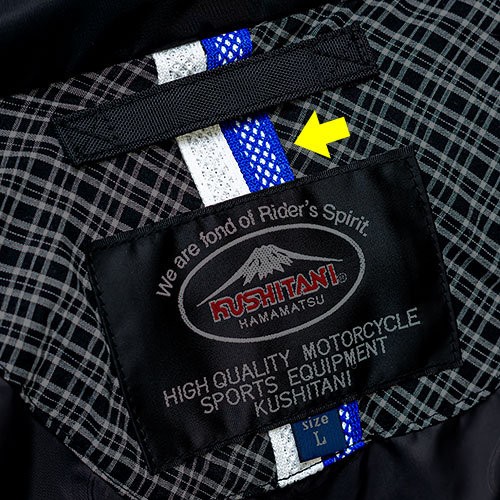 We are fond of Rider's Spirit.
KUSHITANI®
HAMAMATSU
HIGH QUALITY MOTORCYCLE
SPORTS EQUIPMENT
KUSHITANI
size
L